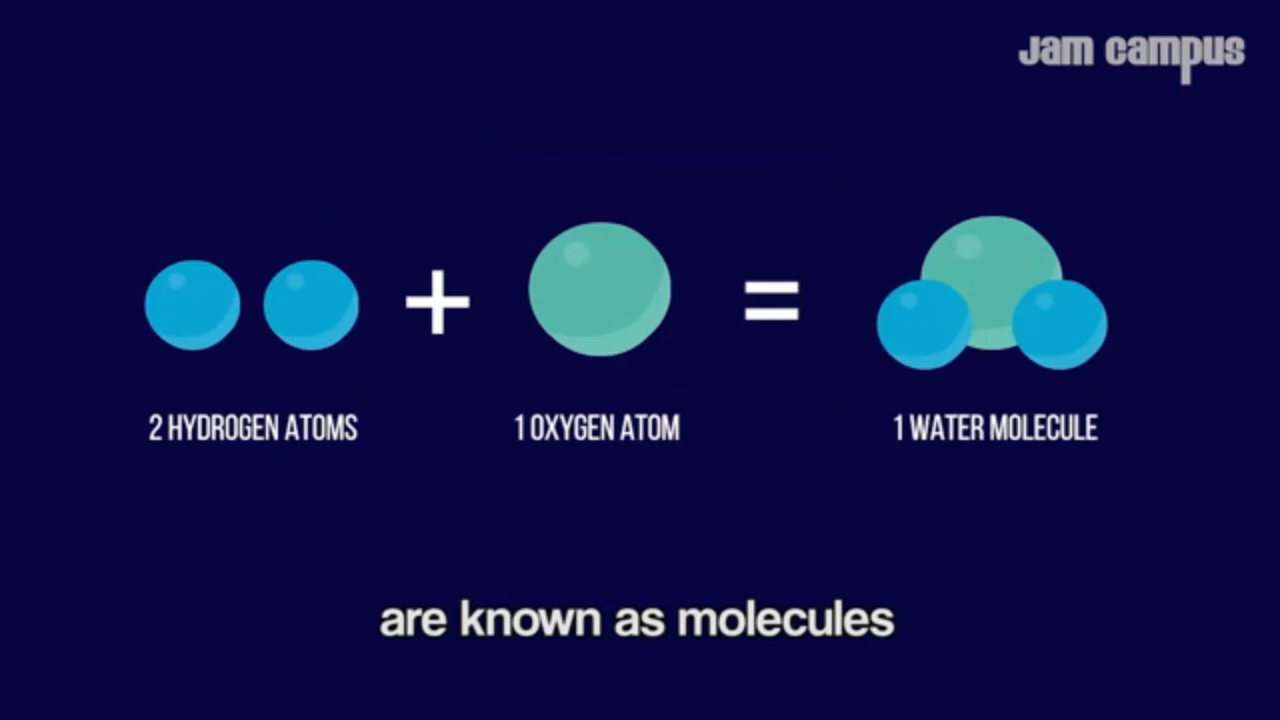 Jam campus
+ =
2 HYDROGEN ATOMS 1 OXYGEN ATOM 1 WATER MOLECULE
are known as molecules